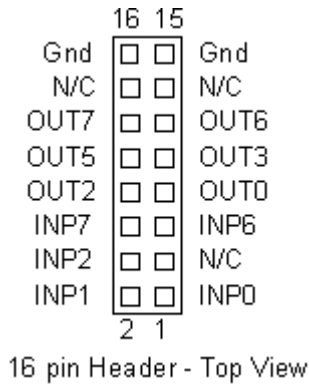 16 15
Gnd Gnd
N/C N/C
OUT7 OUT6
OUT5 OUT3
OUT2 OUT0
INP7 INP6
INP2 N/C
INP1 INP0
2 1
16 pin Header - Top View